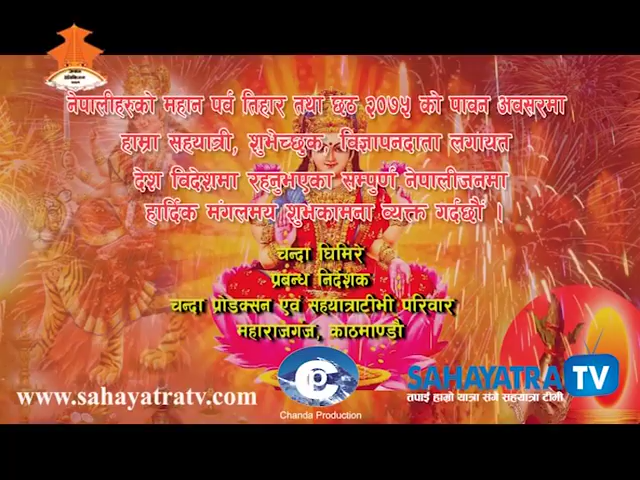 नेपालीहरुको महान पर्व तिहार तथा छठ २०७५ को पावन अवसरमा
हाम्रा सहयात्री, शुभेच्छुक, विज्ञापनदाता लगायत
देश विदेशमा रहनुभएका सम्पुर्ण नेपालीजनमा
हार्दिक मंगलमय शुभकामना व्यक्त गर्दछौं ।
चन्दा घिमिरे
प्रबन्ध निर्देशक
चन्दा प्रोडक्सन एवं सहयात्राटीभी परिवार
महाराजगंज, काठमाण्डौ
www.sahayatratv.com
Chanda Production
SAHAYATRA TV
तपाई हाम्रो यात्रा संगै सहयात्रा टीभी